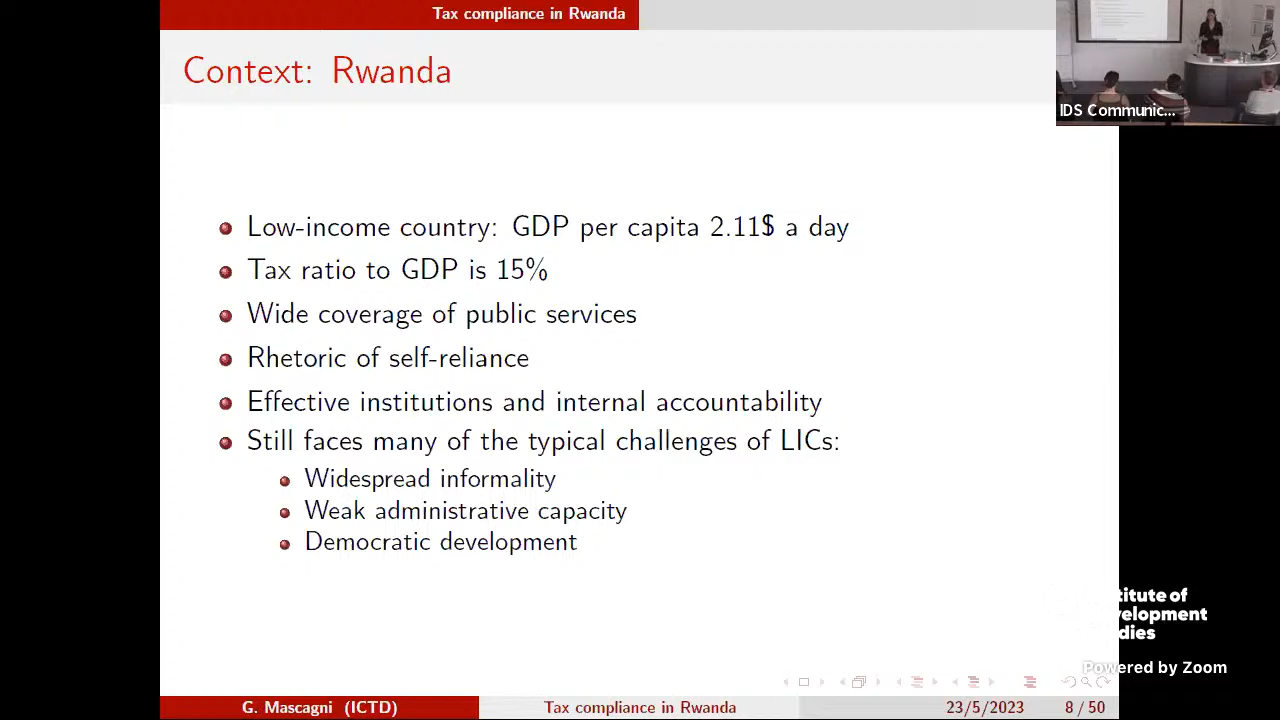 Tax compliance in Rwanda
Context: Rwanda
IDS Communic...
Low-income country: GDP per capita 2.11$ a day
Tax ratio to GDP is 15%
Wide coverage of public services
Rhetoric of self-reliance
Effective institutions and internal accountability
Still faces many of the typical challenges of LICs:
Widespread informality
Weak administrative capacity
Democratic development
titute of
velopment
dies
Powered by Zoom
G. Mascagni (ICTD)
Tax compliance in Rwanda
23/5/2023
8 / 50